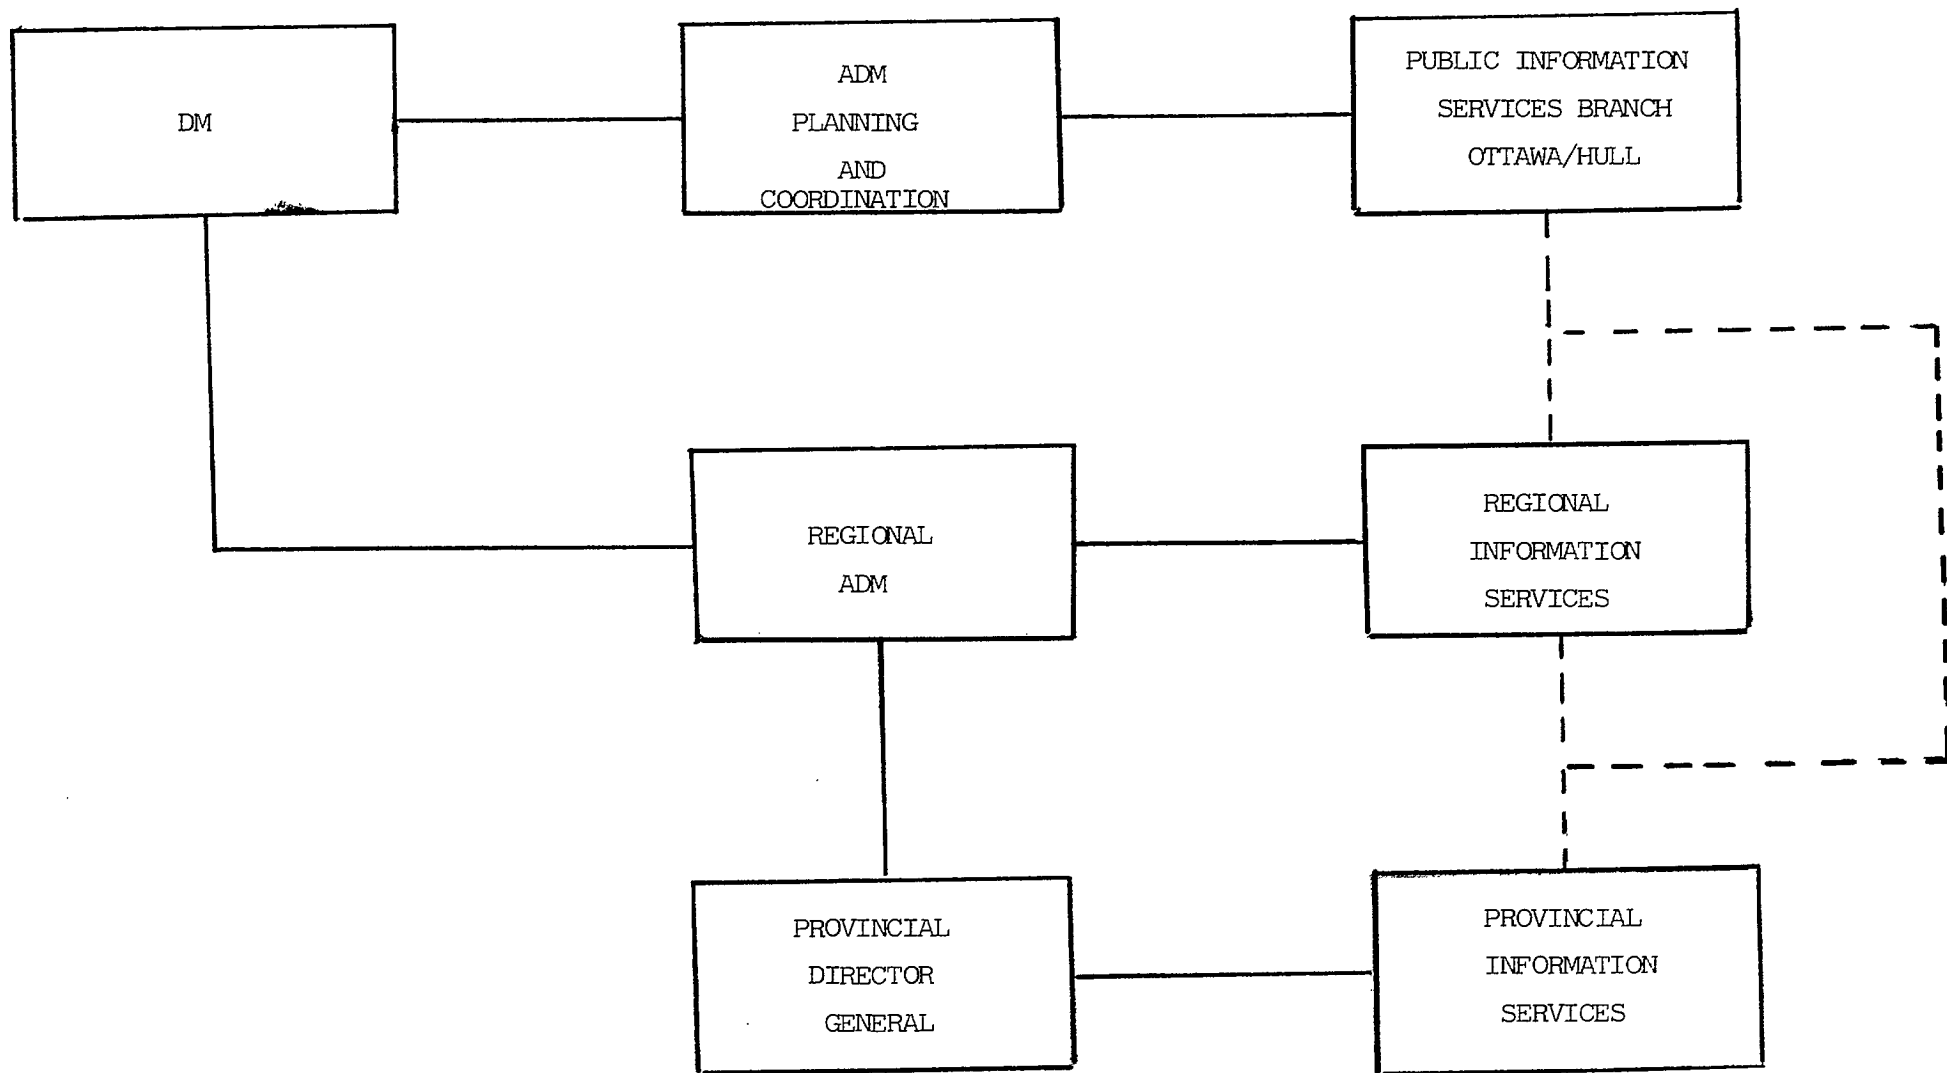 DM
ADM
PLANNING
AND
COORDINATION
PUBLIC INFORMATION
SERVICES BRANCH
OTTAWA/HULL
REGIONAL
ADM
REGIONAL
INFORMATION
SERVICES
PROVINCIAL
DIRECTOR
GENERAL
PROVINCIAL
INFORMATION
SERVICES